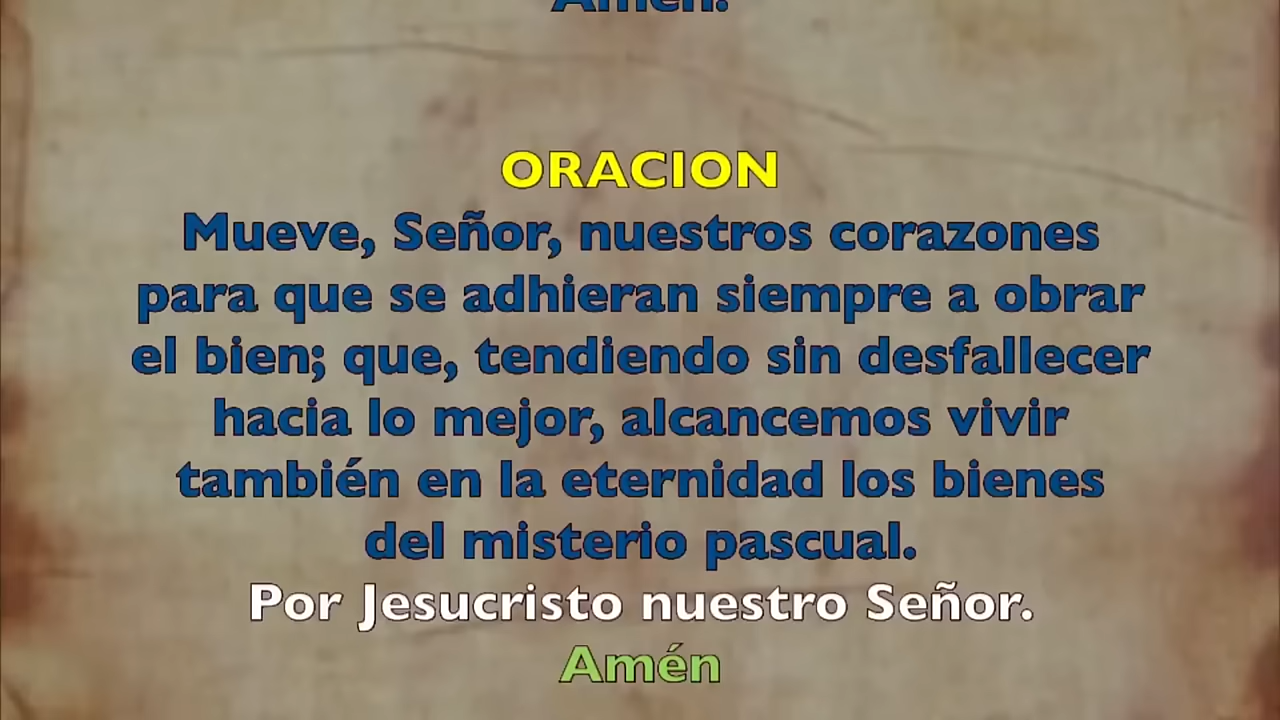 Amén.
ORACION
Mueve, Señor, nuestros corazones
para que se adhieran siempre a obrar
el bien; que, tendiendo sin desfallecer
hacia lo mejor, alcancemos vivir
también en la eternidad los bienes
del misterio pascual.
Por Jesucristo nuestro Señor.
Amén